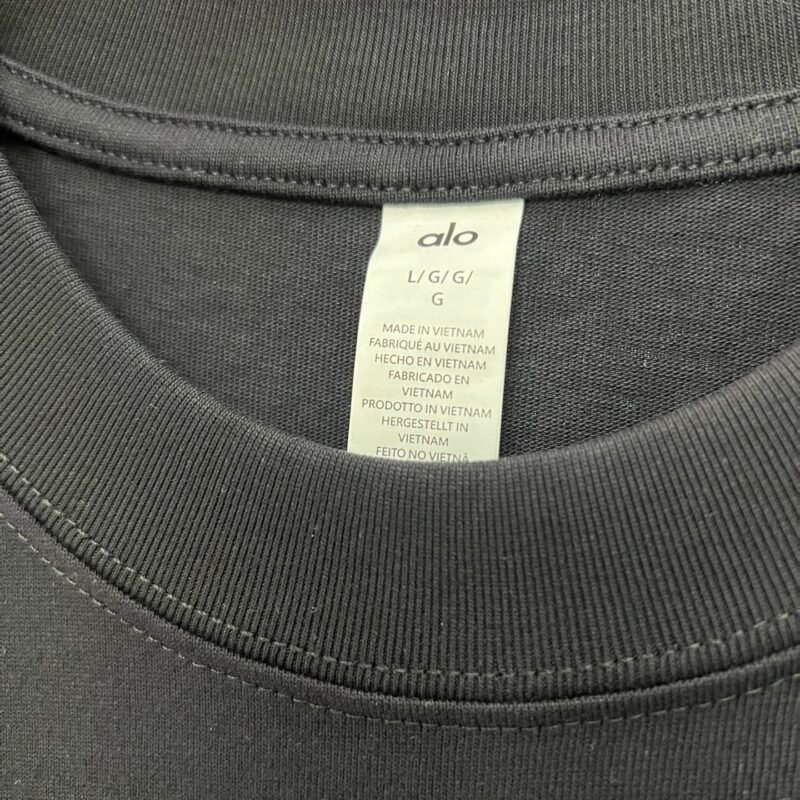 alo
L/ G/ G/
G
MADE IN VIETNAM
FABRIQUÉ AU VIETNAM
HECHO EN VIETNAM
FABRICADO EN
VIETNAM
PRODOTTO IN VIETNAM
HERGESTELLT IN
VIETNAM
FEITO NO VIETNÃ